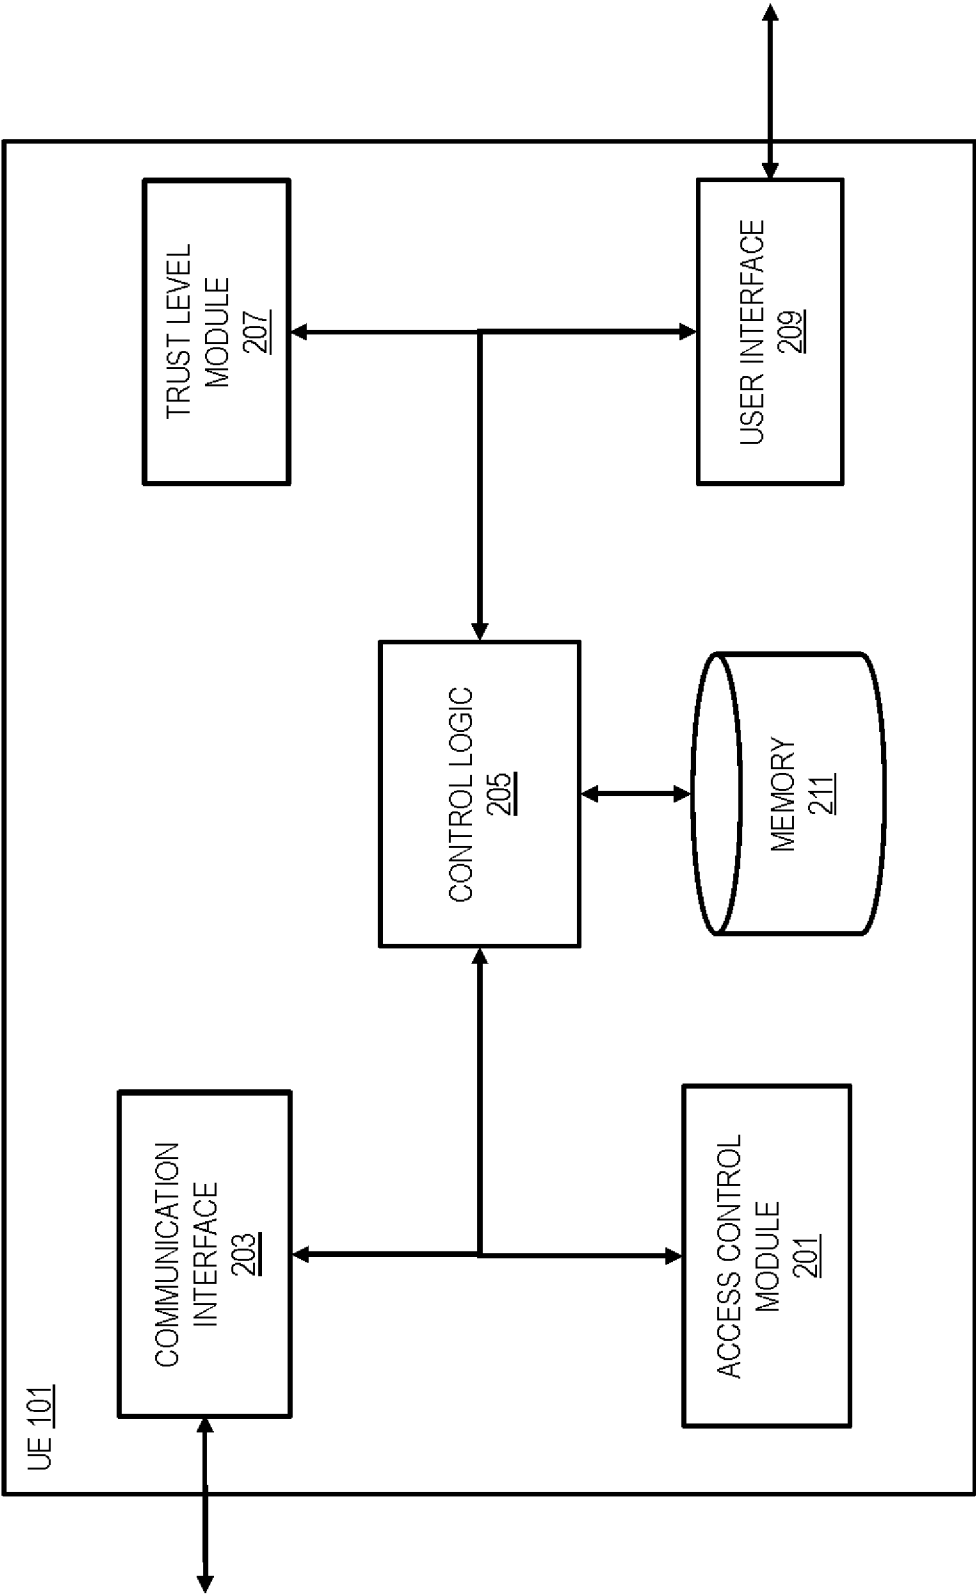 UE 101
COMMUNICATION
INTERFACE
203
TRUST LEVEL
MODULE
207
CONTROL LOGIC
205
ACCESS CONTROL
MODULE
201
MEMORY
211
USER INTERFACE
209